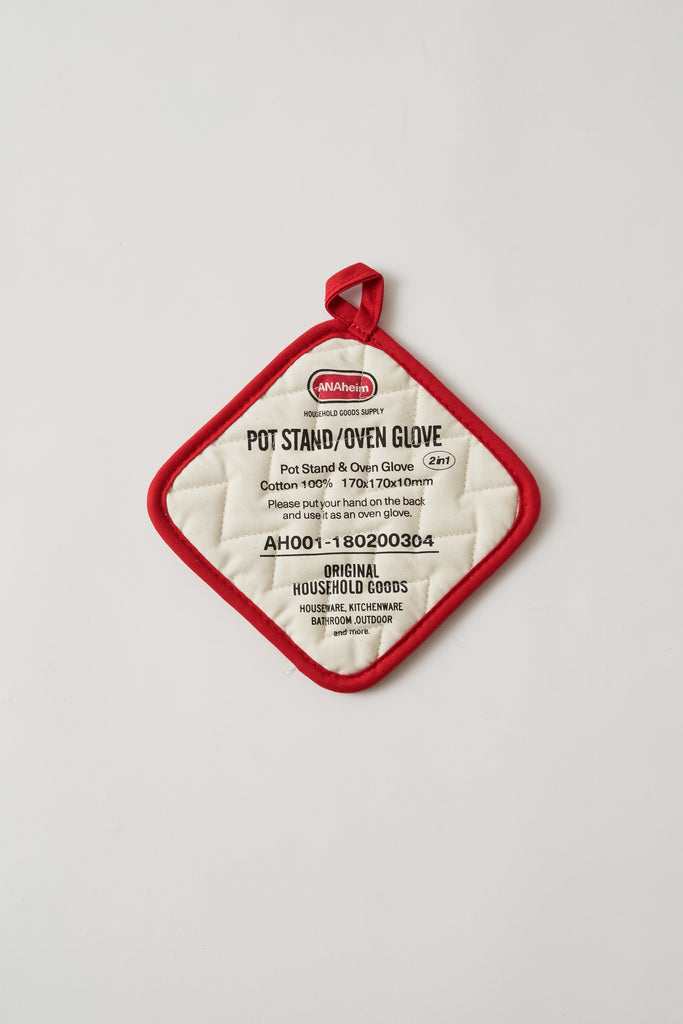 ANAheim
HOUSEHOLD GOODS SUPPLY
POT STAND/OVEN GLOVE
Pot Stand & Oven Glove 2in1
Cotton 100% 170x170x10mm
Please put your hand on the back
and use it as an oven glove.
AH001-180200304
ORIGINAL
HOUSEHOLD GOODS
HOUSEWARE, KITCHENWARE
BATHROOM .OUTDOOR
and more.